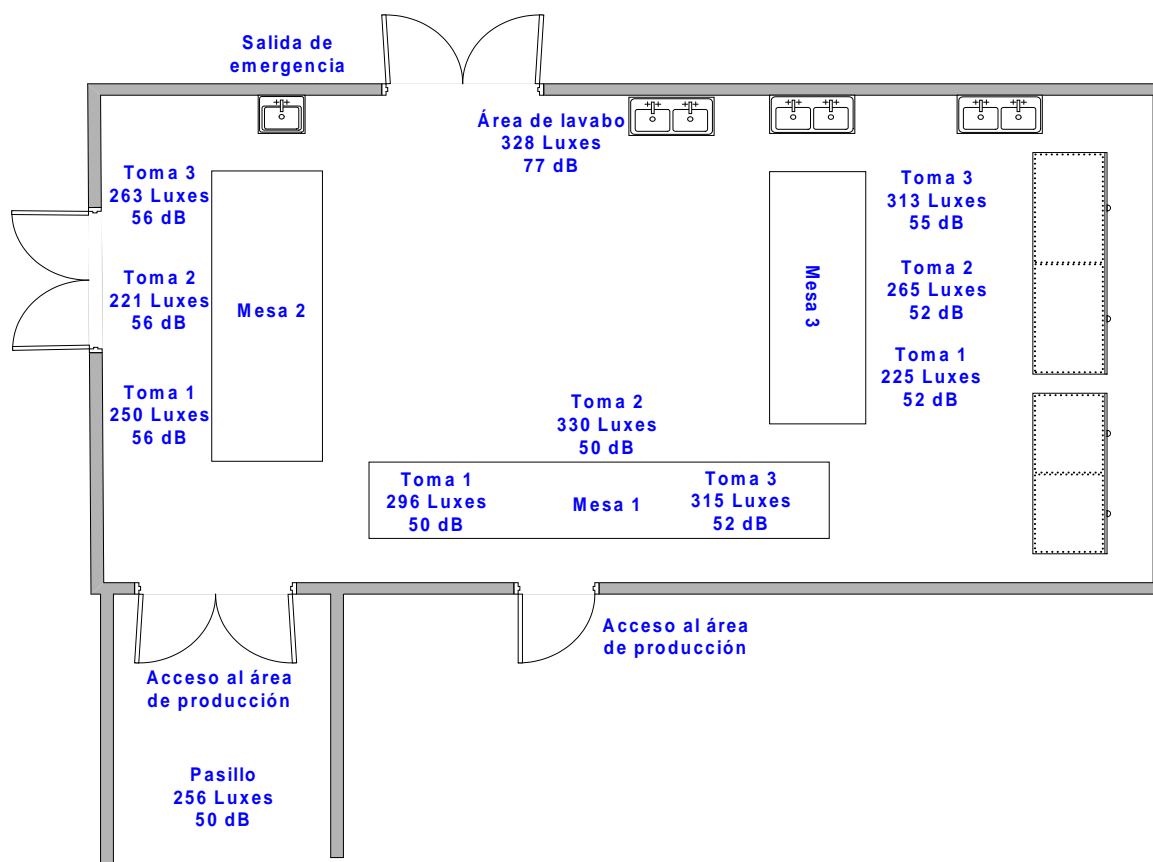 Salida de
emergencia
Área de lavabo
328 Luxes
77 dB
Toma 3
263 Luxes
56 dB
Toma 3
313 Luxes
55 dB
Toma 2
221 Luxes
56 dB
Mesa 2
Mesa 3
Toma 2
265 Luxes
52 dB
Toma 1
225 Luxes
52 dB
Toma 1
250 Luxes
56 dB
Toma 2
330 Luxes
50 dB
Toma 1
296 Luxes
50 dB
Mesa 1
Toma 3
315 Luxes
52 dB
Acceso al área
de producción
Acceso al área
de producción
Pasillo
256 Luxes
50 dB